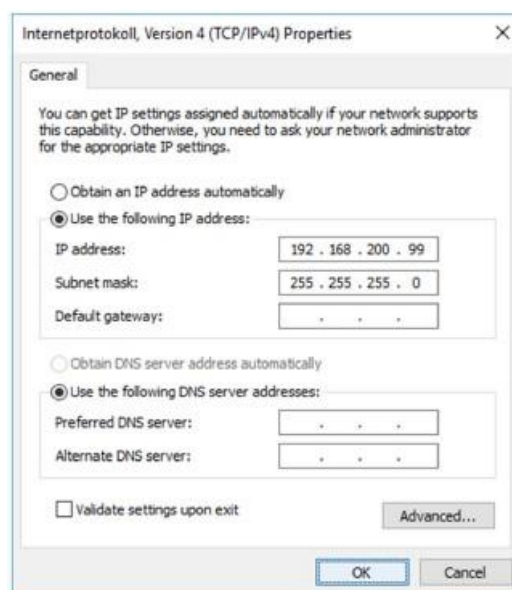 Internetprotokoll, Version 4 (TCP/IPv4) Properties
General
You can get IP settings assigned automatically if your network supports
this capability. Otherwise, you need to ask your network administrator
for the appropriate IP settings.
Obtain an IP address automatically
Use the following IP address:
IP address: 192 . 168 . 200 . 99
Subnet mask: 255 . 255 . 255 . 0
Default gateway: . . .
Obtain DNS server address automatically
Use the following DNS server addresses:
Preferred DNS server: . . .
Alternate DNS server: . . .
Validate settings upon exit
Advanced...
OK Cancel